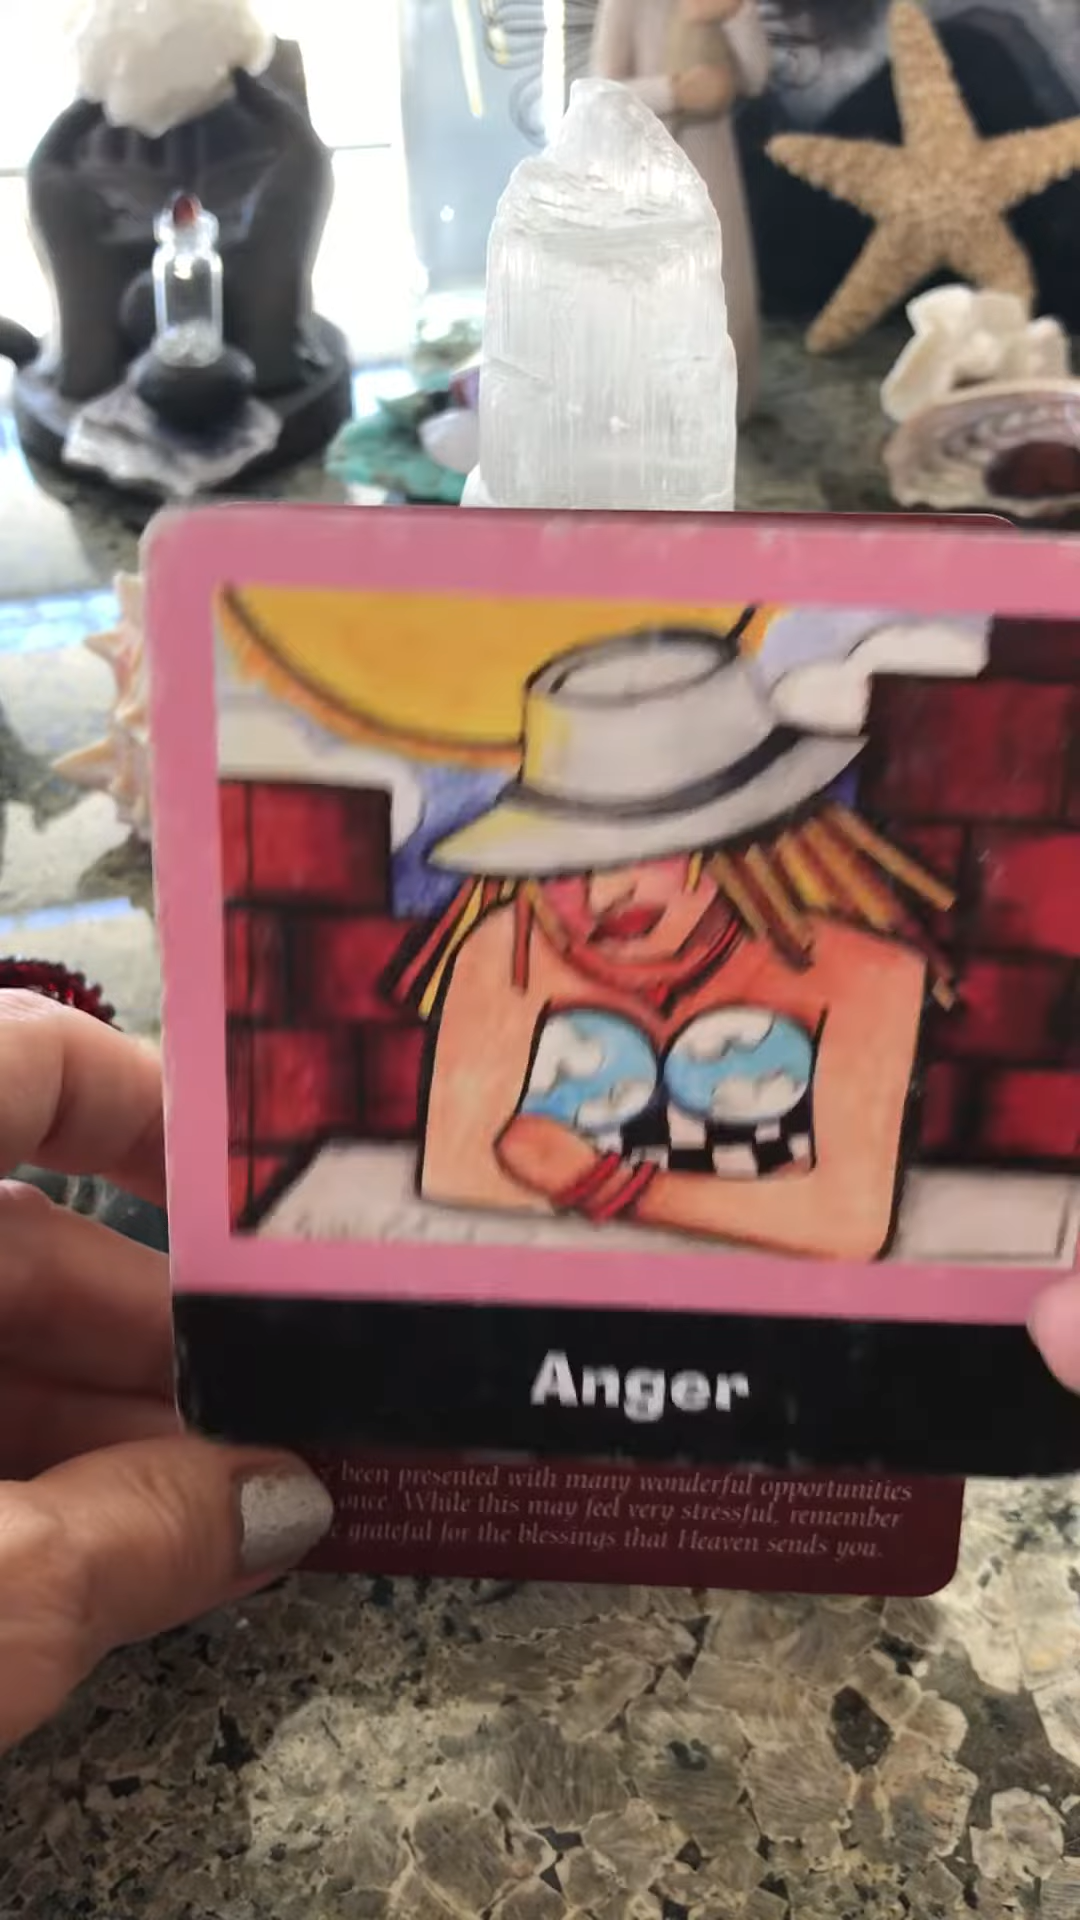 Anger
been presented with many wonderful opportunities
once. While this may feel very stressful, remember
grateful for the blessings that Heaven sends you.